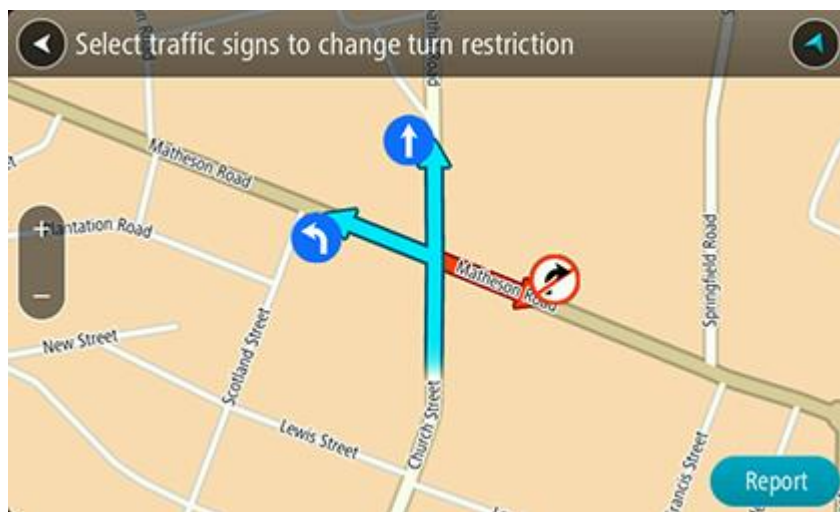 Select traffic signs to change turn restriction
Matheson Road
Plantation Road
Matheson Road
Springfield Road
New Street
Scotland Street
Lewis Street
Church Street
Francis Street
Report